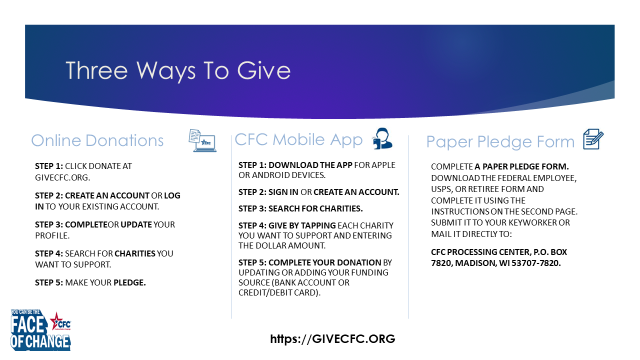 Three Ways To Give
Online Donations
STEP 1: CLICK DONATE AT
GIVECFC.ORG.
STEP 2: CREATE AN ACCOUNT OR LOG
IN TO YOUR EXISTING ACCOUNT.
STEP 3: COMPLETEOR UPDATE YOUR
PROFILE.
STEP 4: SEARCH FOR CHARITIES YOU
WANT TO SUPPORT.
STEP 5: MAKE YOUR PLEDGE.
CFC Mobile App
STEP 1: DOWNLOAD THE APP FOR APPLE
OR ANDROID DEVICES.
STEP 2: SIGN IN OR CREATE AN ACCOUNT.
STEP 3: SEARCH FOR CHARITIES.
STEP 4: GIVE BY TAPPING EACH CHARITY
YOU WANT TO SUPPORT AND ENTERING
THE DOLLAR AMOUNT.
STEP 5: COMPLETE YOUR DONATION BY
UPDATING OR ADDING YOUR FUNDING
SOURCE (BANK ACCOUNT OR
CREDIT/DEBIT CARD).
Paper Pledge Form
COMPLETE A PAPER PLEDGE FORM.
DOWNLOAD THE FEDERAL EMPLOYEE,
USPS, OR RETIREE FORM AND
COMPLETE IT USING THE
INSTRUCTIONS ON THE SECOND PAGE.
SUBMIT IT TO YOUR KEYWORKER OR
MAIL IT DIRECTLY TO:
CFC PROCESSING CENTER, P.O. BOX
7820, MADISON, WI 53707-7820.
YOU CAN BE THE
FACE
OF CHANGE
CFC
https://GIVECFC.ORG